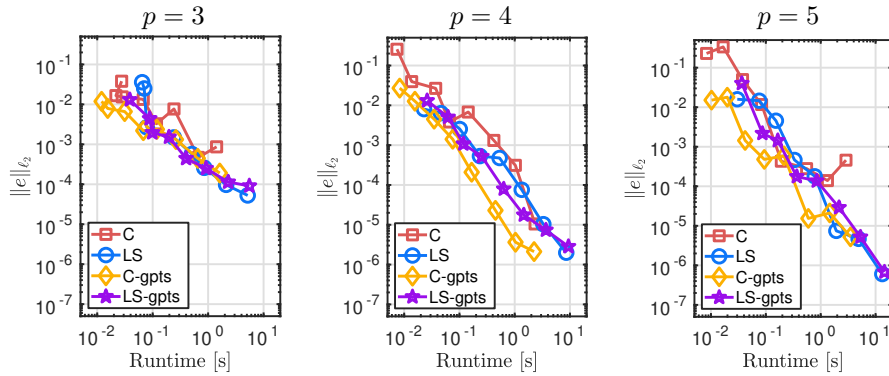 p = 3
10^-1
10^-2
10^-3
10^-4
10^-5
10^-6
10^-7
‖e‖ℓ₂
C
LS
C-gpts
LS-gpts
10^-2 10^-1 10^0 10^1
Runtime [s]
p = 4
10^-1
10^-2
10^-3
10^-4
10^-5
10^-6
10^-7
‖e‖ℓ₂
C
LS
C-gpts
LS-gpts
10^-2 10^-1 10^0 10^1
Runtime [s]
p = 5
10^-1
10^-2
10^-3
10^-4
10^-5
10^-6
10^-7
‖e‖ℓ₂
C
LS
C-gpts
LS-gpts
10^-2 10^-1 10^0 10^1
Runtime [s]